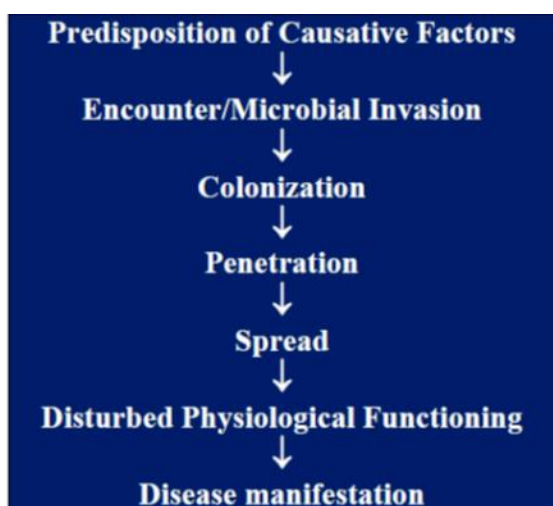 Predisposition of Causative Factors
↓
Encounter/Microbial Invasion
↓
Colonization
↓
Penetration
↓
Spread
↓
Disturbed Physiological Functioning
↓
Disease manifestation